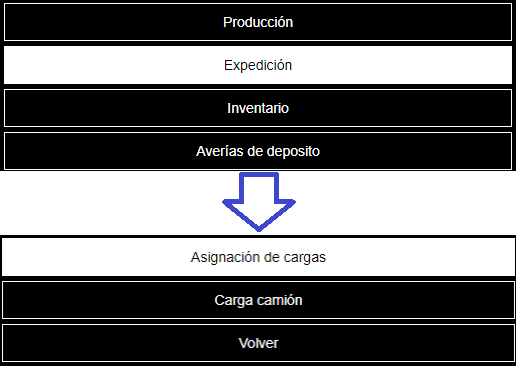 Producción
Expedición
Inventario
Averías de deposito
Asignación de cargas
Carga camión
Volver